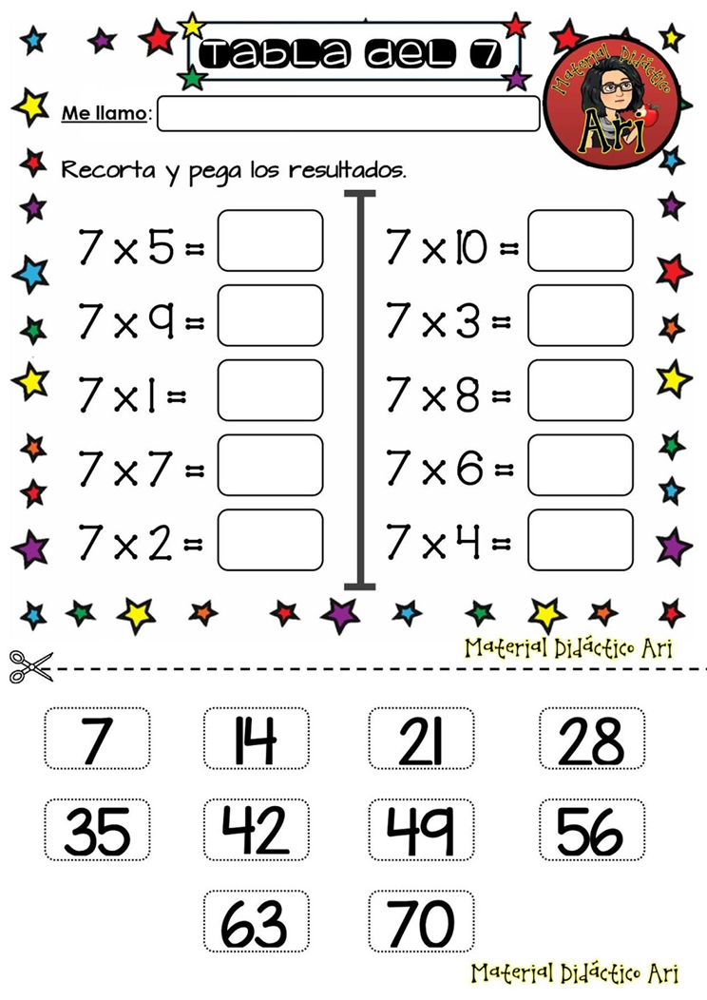 Tabla del 7
Material Didáctico
Ari
Me llamo:
Recorta y pega los resultados.
7 x 5 =
7 x 9 =
7 x 1 =
7 x 7 =
7 x 2 =
7 x 10 =
7 x 3 =
7 x 8 =
7 x 6 =
7 x 4 =
Material Didáctico Ari
7 14 21 28
35 42 49 56
63 70
Material Didáctico Ari